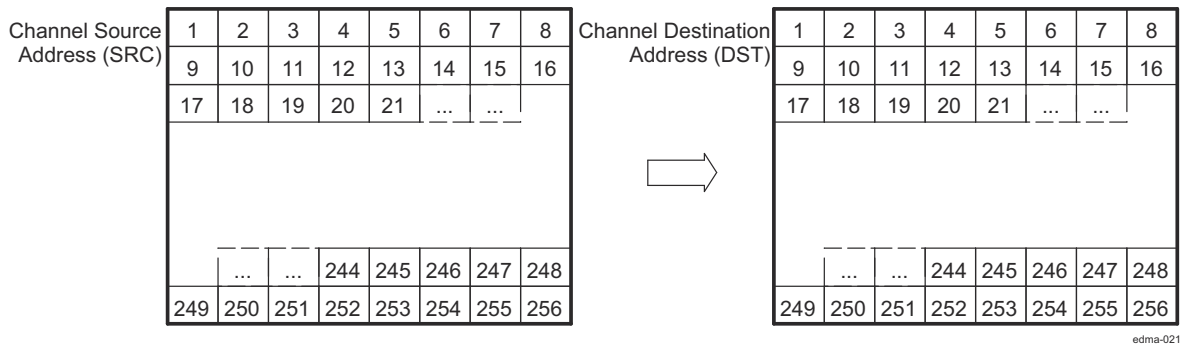 Channel Source
Address (SRC)
1 2 3 4 5 6 7 8
9 10 11 12 13 14 15 16
17 18 19 20 21 ... ...
... ... 244 245 246 247 248
249 250 251 252 253 254 255 256
Channel Destination
Address (DST)
1 2 3 4 5 6 7 8
9 10 11 12 13 14 15 16
17 18 19 20 21 ... ...
... ... 244 245 246 247 248
249 250 251 252 253 254 255 256
edma-021